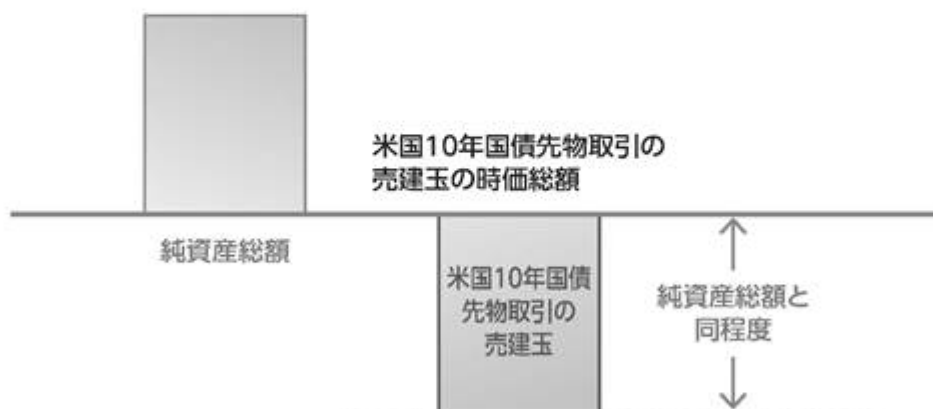 米国10年国債先物取引の
売建玉の時価総額
純資産総額
米国10年国債
先物取引の
売建玉
純資産総額と
同程度